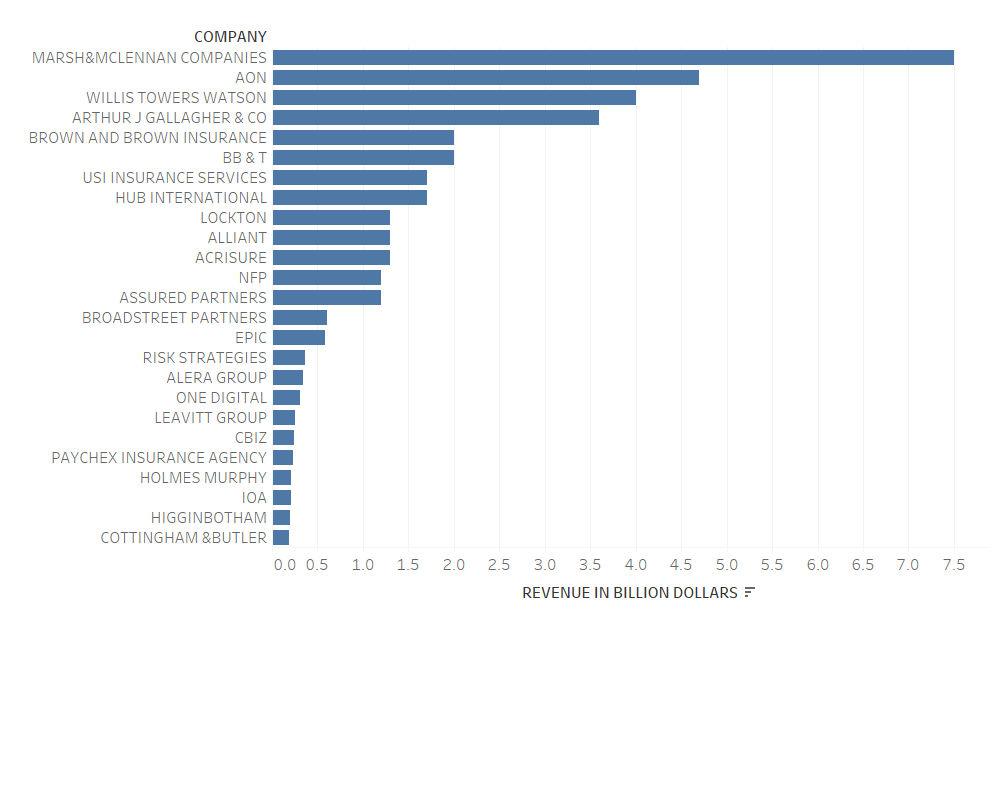 COMPANY
MARSH&MCLENNAN COMPANIES
AON
WILLIS TOWERS WATSON
ARTHUR J GALLAGHER & CO
BROWN AND BROWN INSURANCE
BB & T
USI INSURANCE SERVICES
HUB INTERNATIONAL
LOCKTON
ALLIANT
ACRISURE
NFP
ASSURED PARTNERS
BROADSTREET PARTNERS
EPIC
RISK STRATEGIES
ALERA GROUP
ONE DIGITAL
LEAVITT GROUP
CBIZ
PAYCHEX INSURANCE AGENCY
HOLMES MURPHY
IOA
HIGGINBOTHAM
COTTINGHAM &BUTLER
0.0 0.5 1.0 1.5 2.0 2.5 3.0 3.5 4.0 4.5 5.0 5.5 6.0 6.5 7.0 7.5
REVENUE IN BILLION DOLLARS